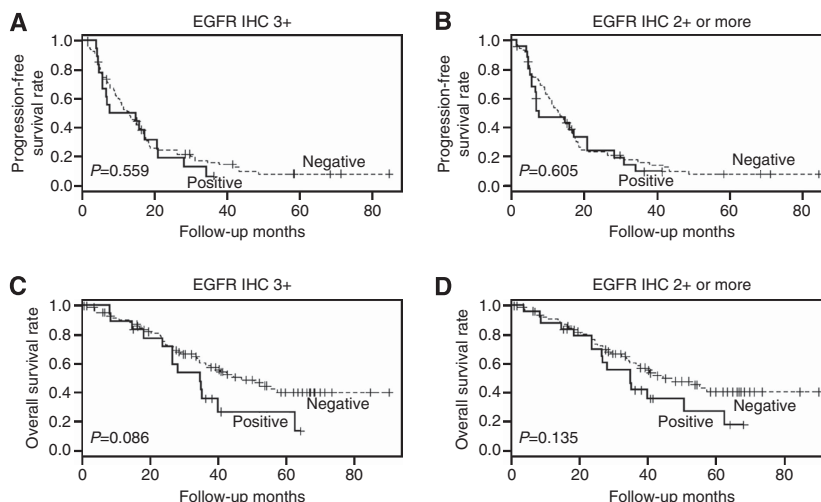 A
EGFR IHC 3+
Progression-free
survival rate
1.0
0.8
0.6
0.4
0.2
0.0
P=0.559
Negative
Positive
0 20 40 60 80
Follow-up months
B
EGFR IHC 2+ or more
Progression-free
survival rate
1.0
0.8
0.6
0.4
0.2
0.0
P=0.605
Negative
Positive
0 20 40 60 80
Follow-up months
C
EGFR IHC 3+
Overall survival rate
1.0
0.8
0.6
0.4
0.2
0.0
P=0.086
Negative
Positive
0 20 40 60 80
Follow-up months
D
EGFR IHC 2+ or more
Overall survival rate
1.0
0.8
0.6
0.4
0.2
0.0
P=0.135
Negative
Positive
0 20 40 60 80
Follow-up months